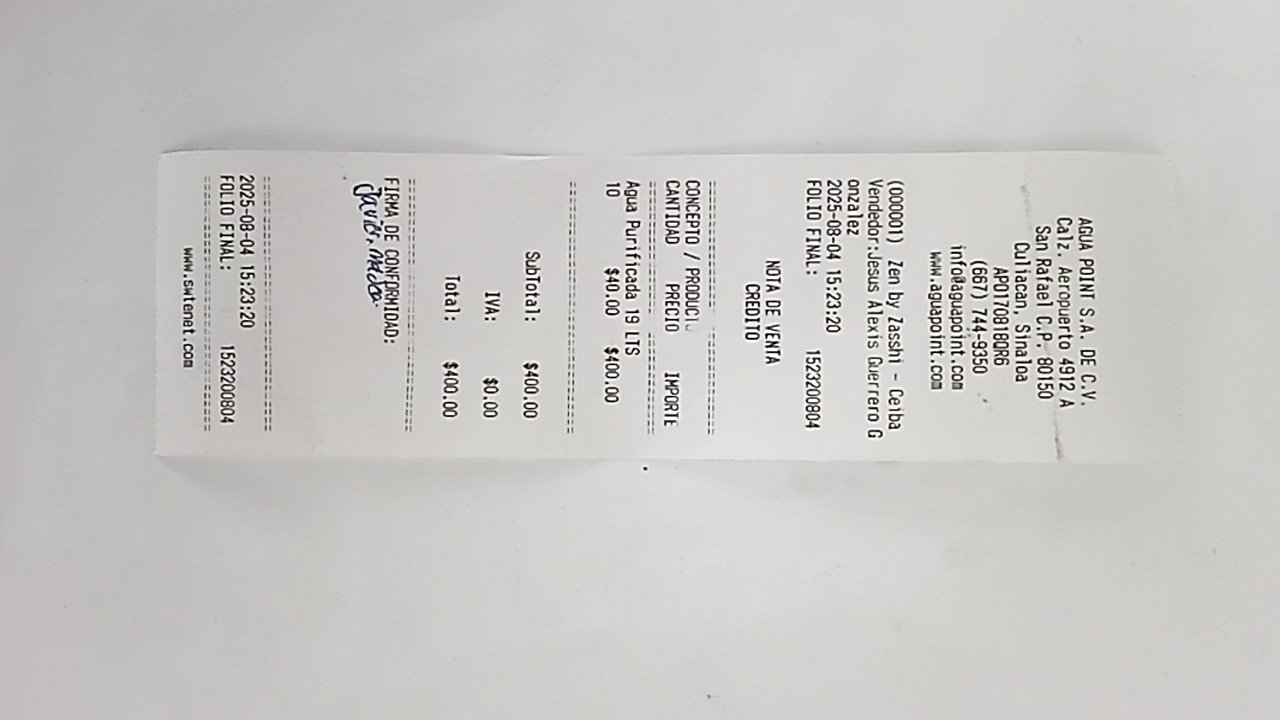 AGUA POINT S.A. DE C.V.
Calz. Aeropuerto 4912 A
San Rafael C.P. 80150
Culiacan, Sinaloa
APO170818QR6
(667) 744-9350
info@aguapoint.com
www.aguapoint.com
(000001) Zen by Zasshi - Ceiba
Vendedor:Jesus Alexis Guerrero G
onzalez
2025-08-04 15:23:20
FOLIO FINAL: 1523200804
NOTA DE VENTA
CREDITO
CONCEPTO / PRODUCTO
CANTIDAD PRECIO IMPORTE
Agua Purificada 19 LTS
10 $40.00 $400.00
SubTotal: $400.00
IVA: $0.00
Total: $400.00
FIRMA DE CONFORMIDAD:
Javier
2025-08-04 15:23:20
FOLIO FINAL: 1523200804
www.swtenet.com